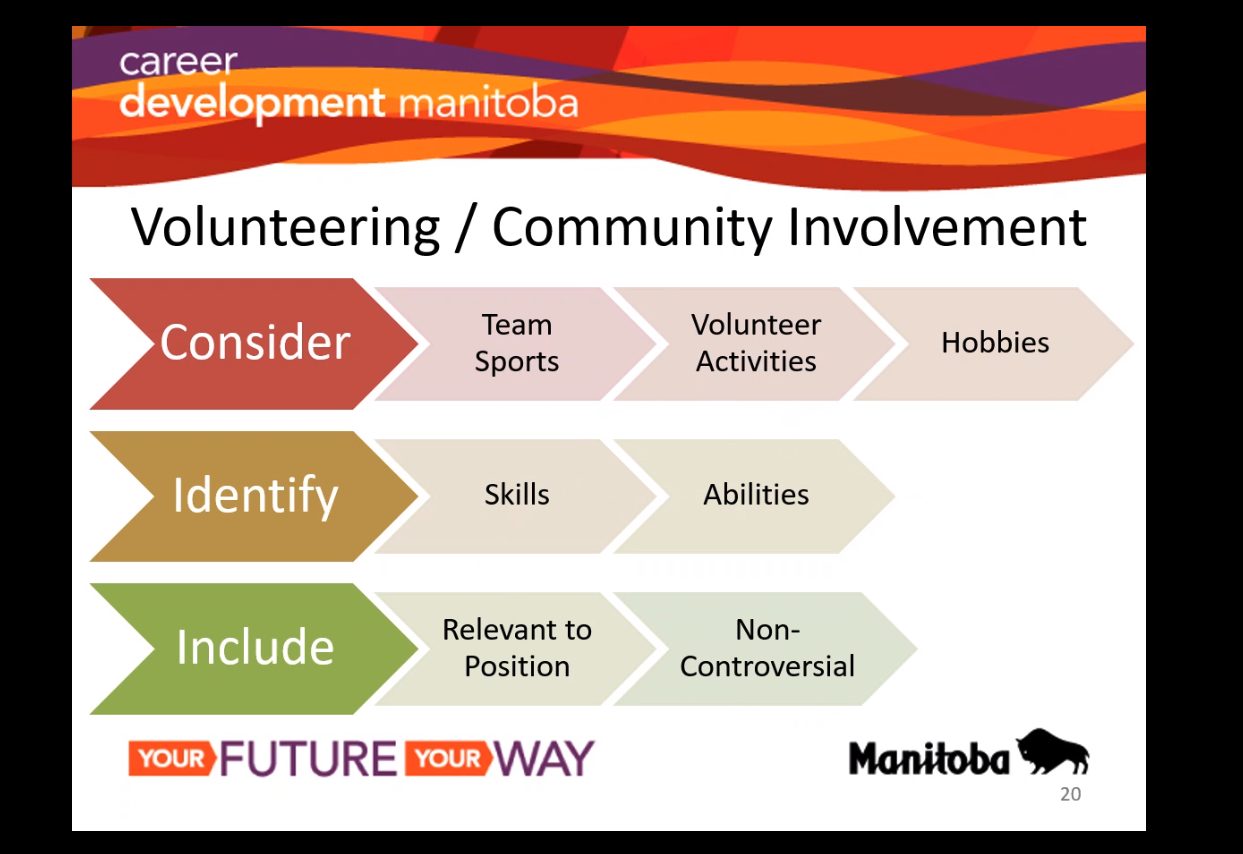 career
development manitoba
Volunteering / Community Involvement
Consider
Team
Sports
Volunteer
Activities
Hobbies
Identify
Skills
Abilities
Include
Relevant to
Position
Non-
Controversial
YOUR FUTURE YOUR WAY
Manitoba
20